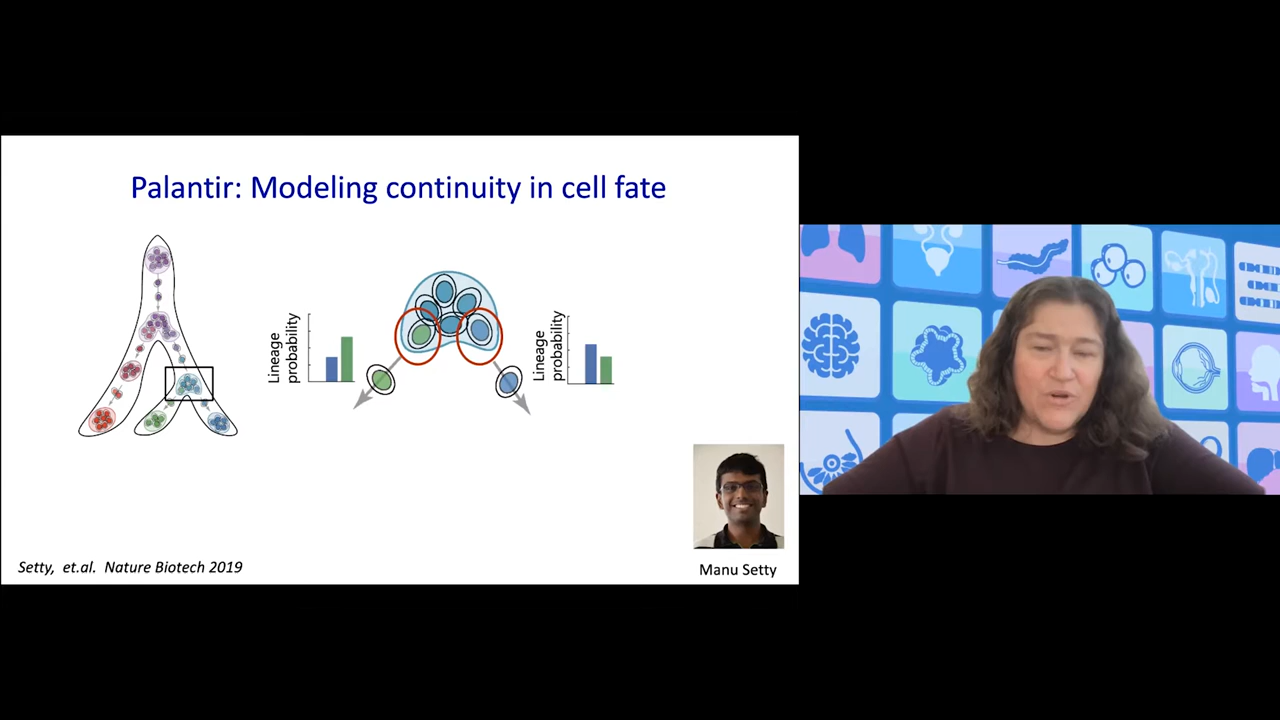 Palantir: Modeling continuity in cell fate
Lineage
probability
Lineage
probability
Setty, et.al. Nature Biotech 2019
Manu Setty